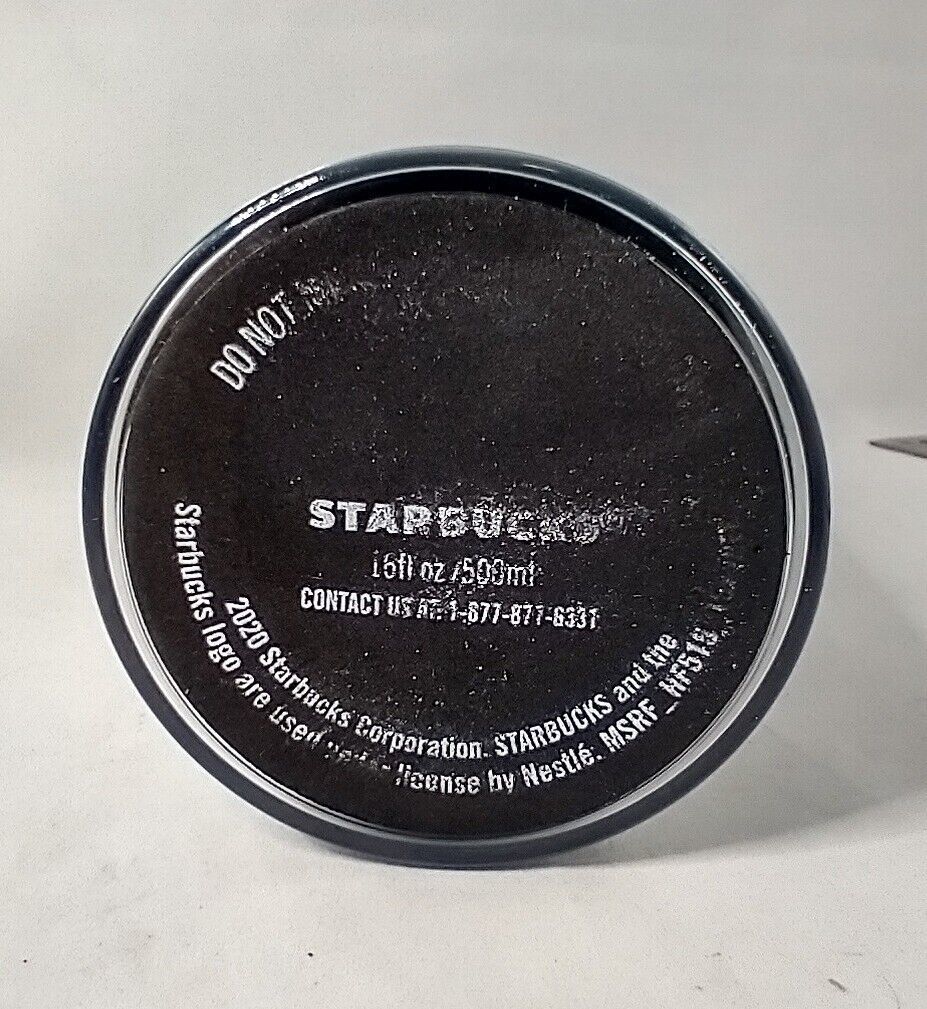 DO NOT
STARBUCKS
16fl oz /500ml
CONTACT US AT: 1-877-877-6331
2020 Starbucks Corporation. STARBUCKS and the
Starbucks logo are used under license by Nestlé. MSRF_NF519